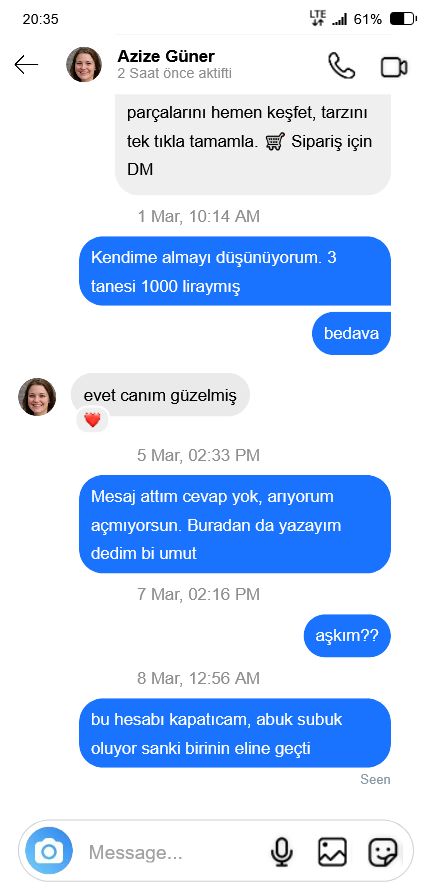 20:35
LTE
61%
Azize Güner
2 Saat önce aktifti
parçalarını hemen keşfet, tarzını
tek tıkla tamamla. 🛒 Sipariş için
DM
1 Mar, 10:14 AM
Kendime almayı düşünüyorum. 3
tanesi 1000 liraymış
bedava
evet canım güzelmiş
❤️
5 Mar, 02:33 PM
Mesaj attım cevap yok, arıyorum
açmıyorsun. Buradan da yazayım
dedim bi umut
7 Mar, 02:16 PM
aşkım??
8 Mar, 12:56 AM
bu hesabı kapatıcam, abuk subuk
oluyor sanki birinin eline geçti
Seen
Message...